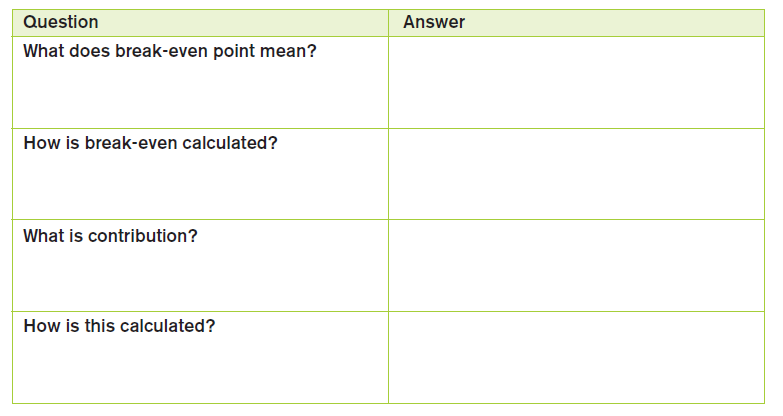 Question Answer
What does break-even point mean?
How is break-even calculated?
What is contribution?
How is this calculated?